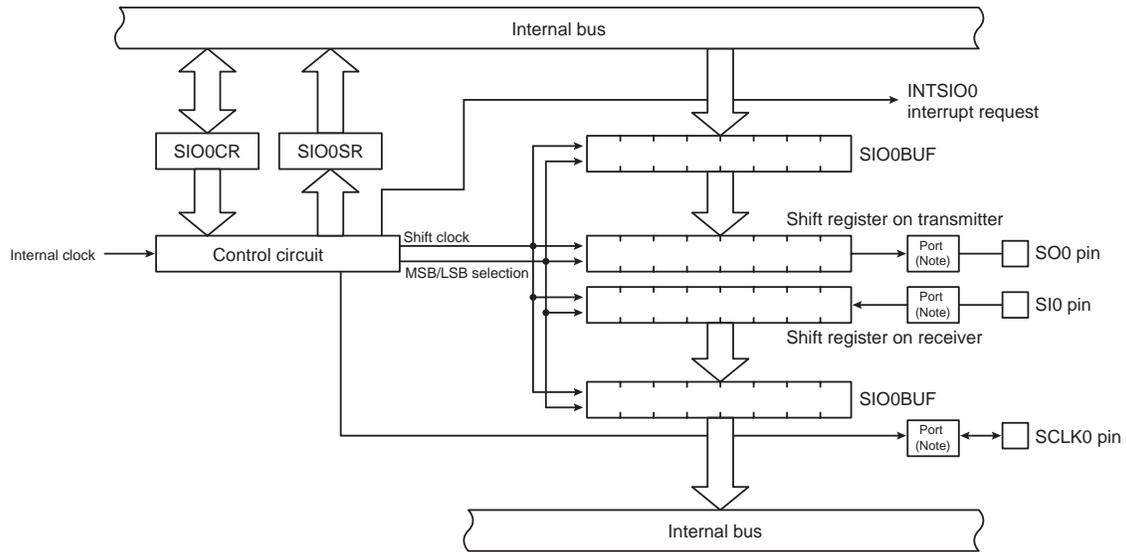 Internal bus
INTSIO0
interrupt request
SIO0CR
SIO0SR
SIO0BUF
Shift register on transmitter
Internal clock
Control circuit
Shift clock
MSB/LSB selection
Port
(Note)
SO0 pin
Port
(Note)
SI0 pin
Shift register on receiver
SIO0BUF
Port
(Note)
SCLK0 pin
Internal bus